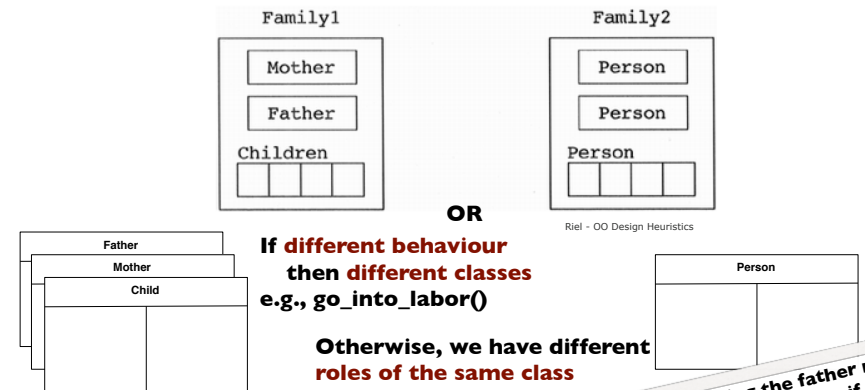 Family1
Family2
Mother
Person
Father
Person
Children
Person
OR
Riel - OO Design Heuristics
Father
Mother
Child
If different behaviour
then different classes
e.g., go_into_labor()
Person
Otherwise, we have different
roles of the same class
the father